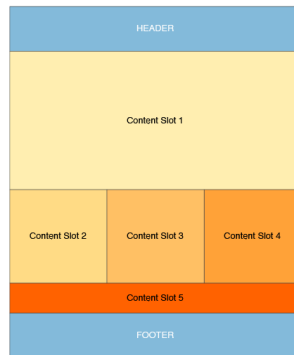 HEADER
Content Slot 1
Content Slot 2
Content Slot 3
Content Slot 4
Content Slot 5
FOOTER